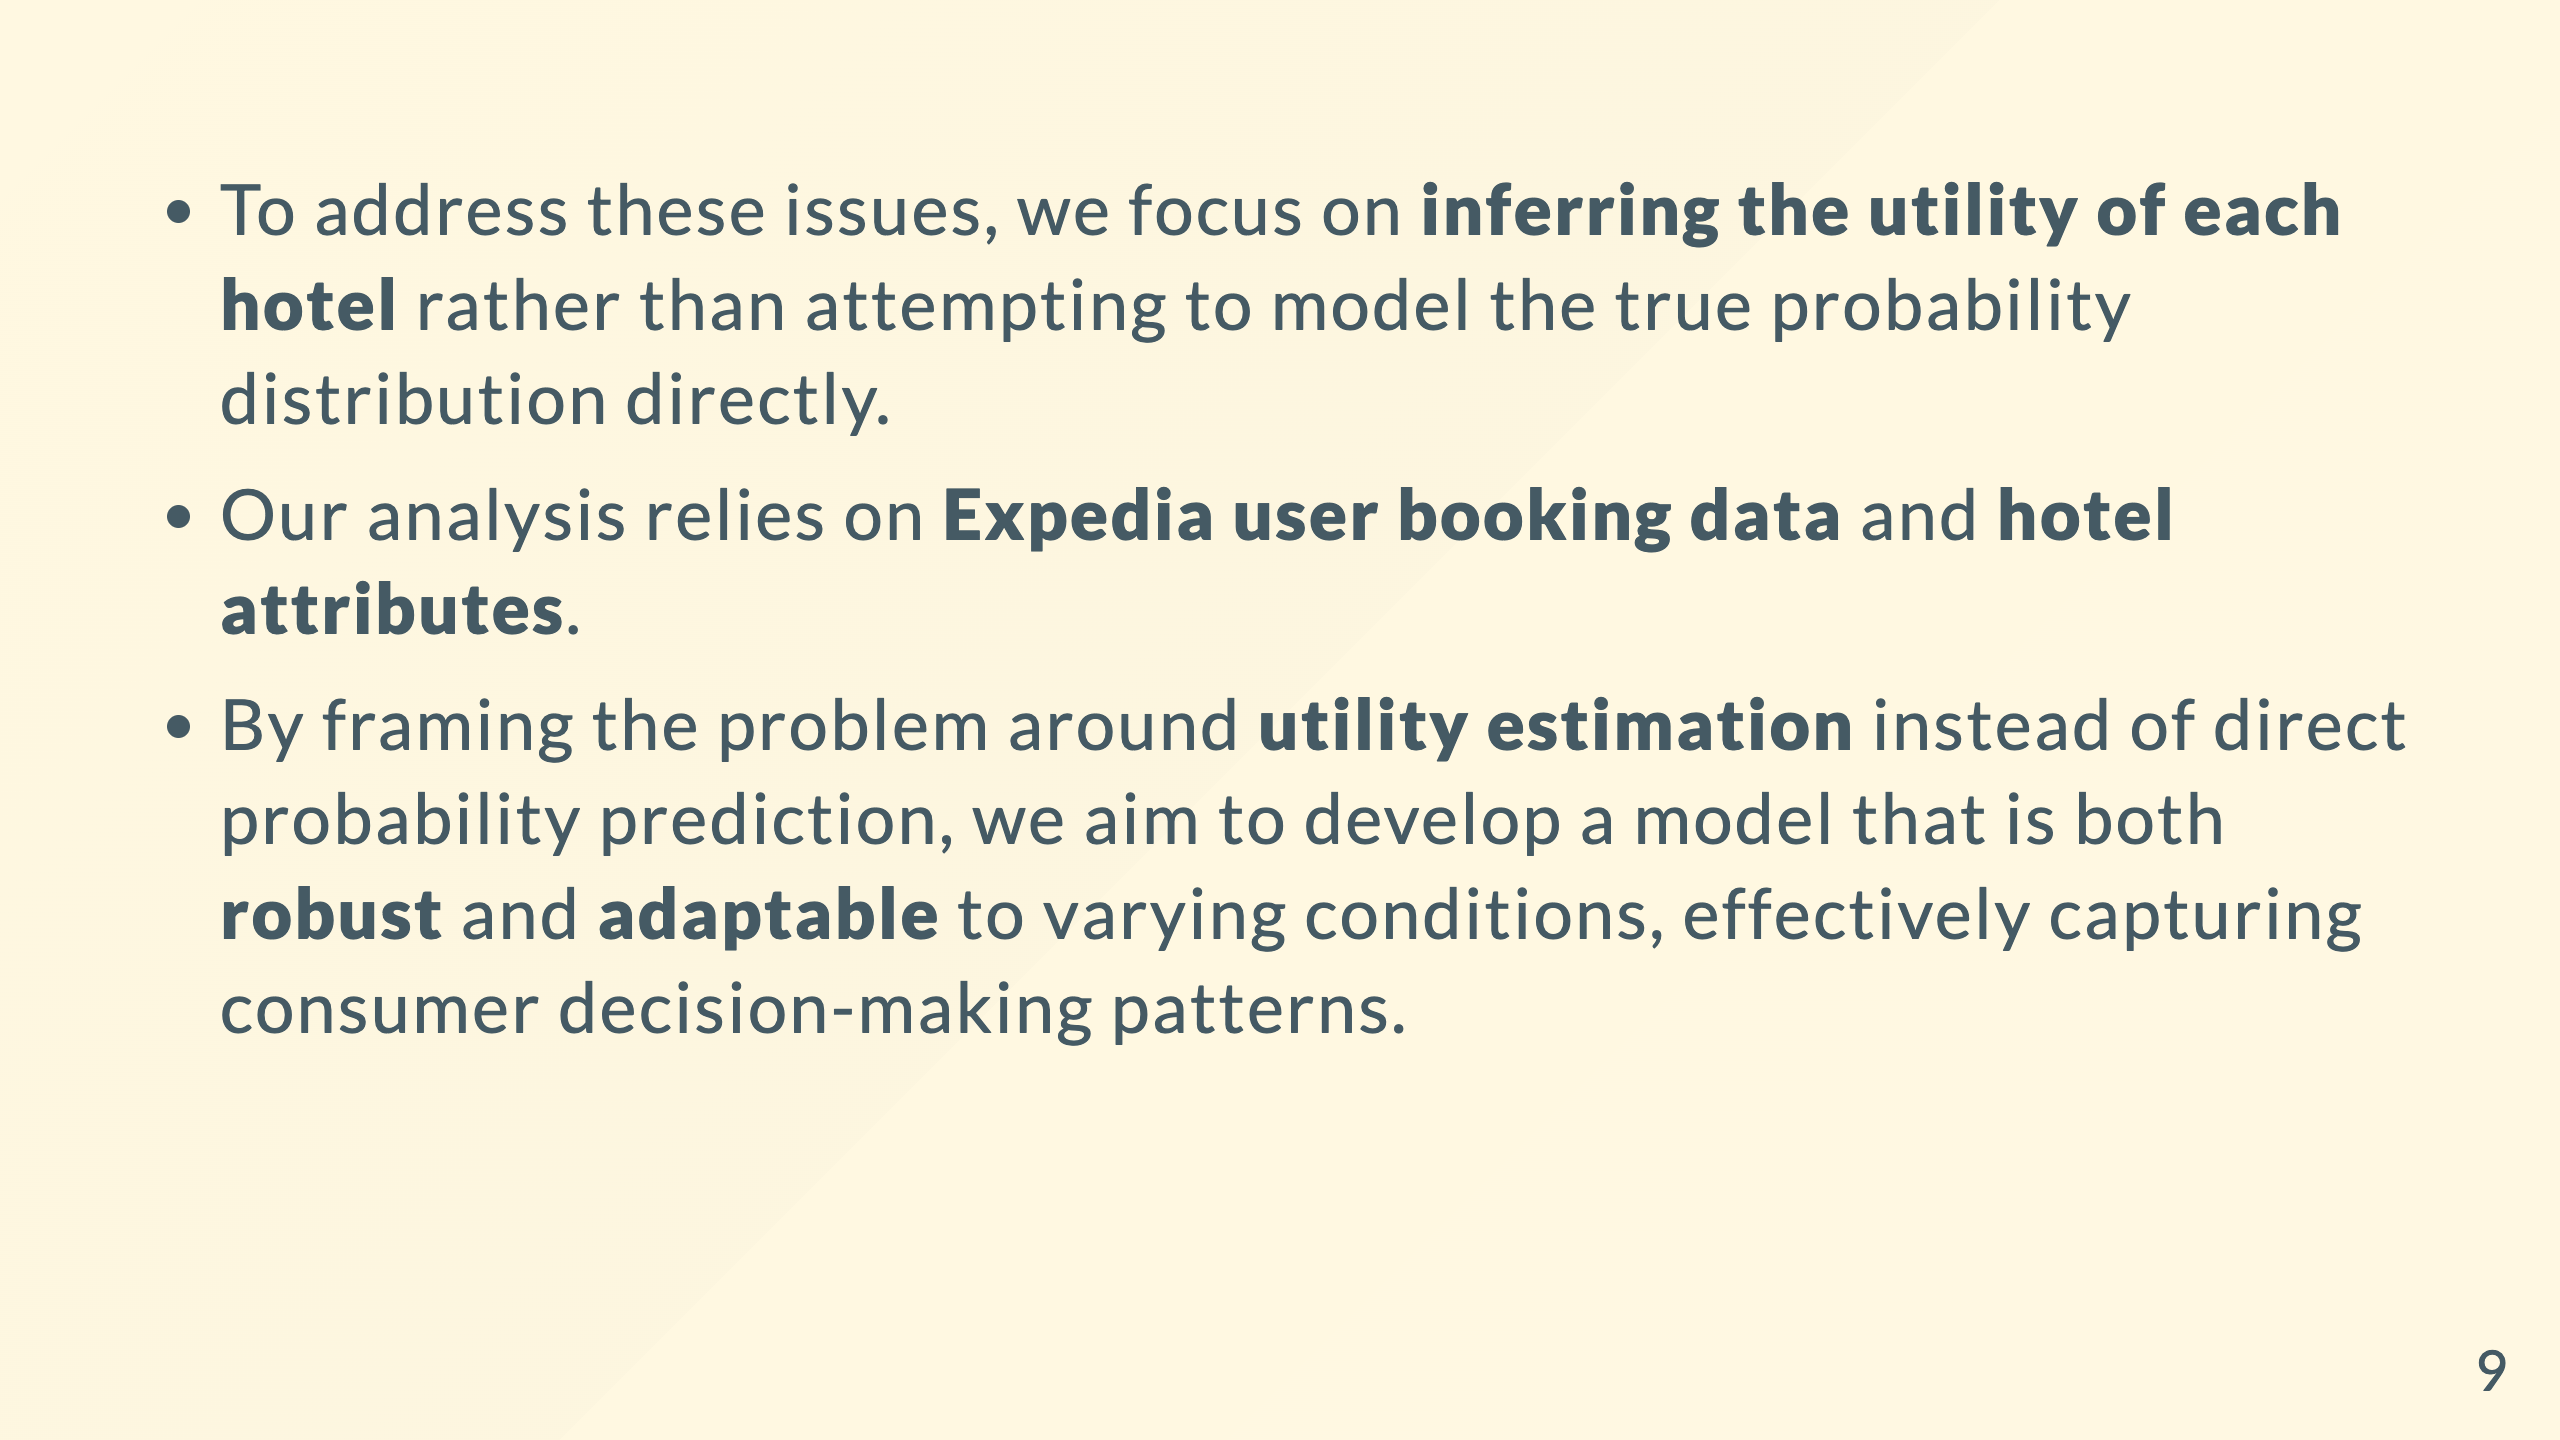 • To address these issues, we focus on inferring the utility of each
hotel rather than attempting to model the true probability
distribution directly.
• Our analysis relies on Expedia user booking data and hotel
attributes.
• By framing the problem around utility estimation instead of direct
probability prediction, we aim to develop a model that is both
robust and adaptable to varying conditions, effectively capturing
consumer decision-making patterns.
9